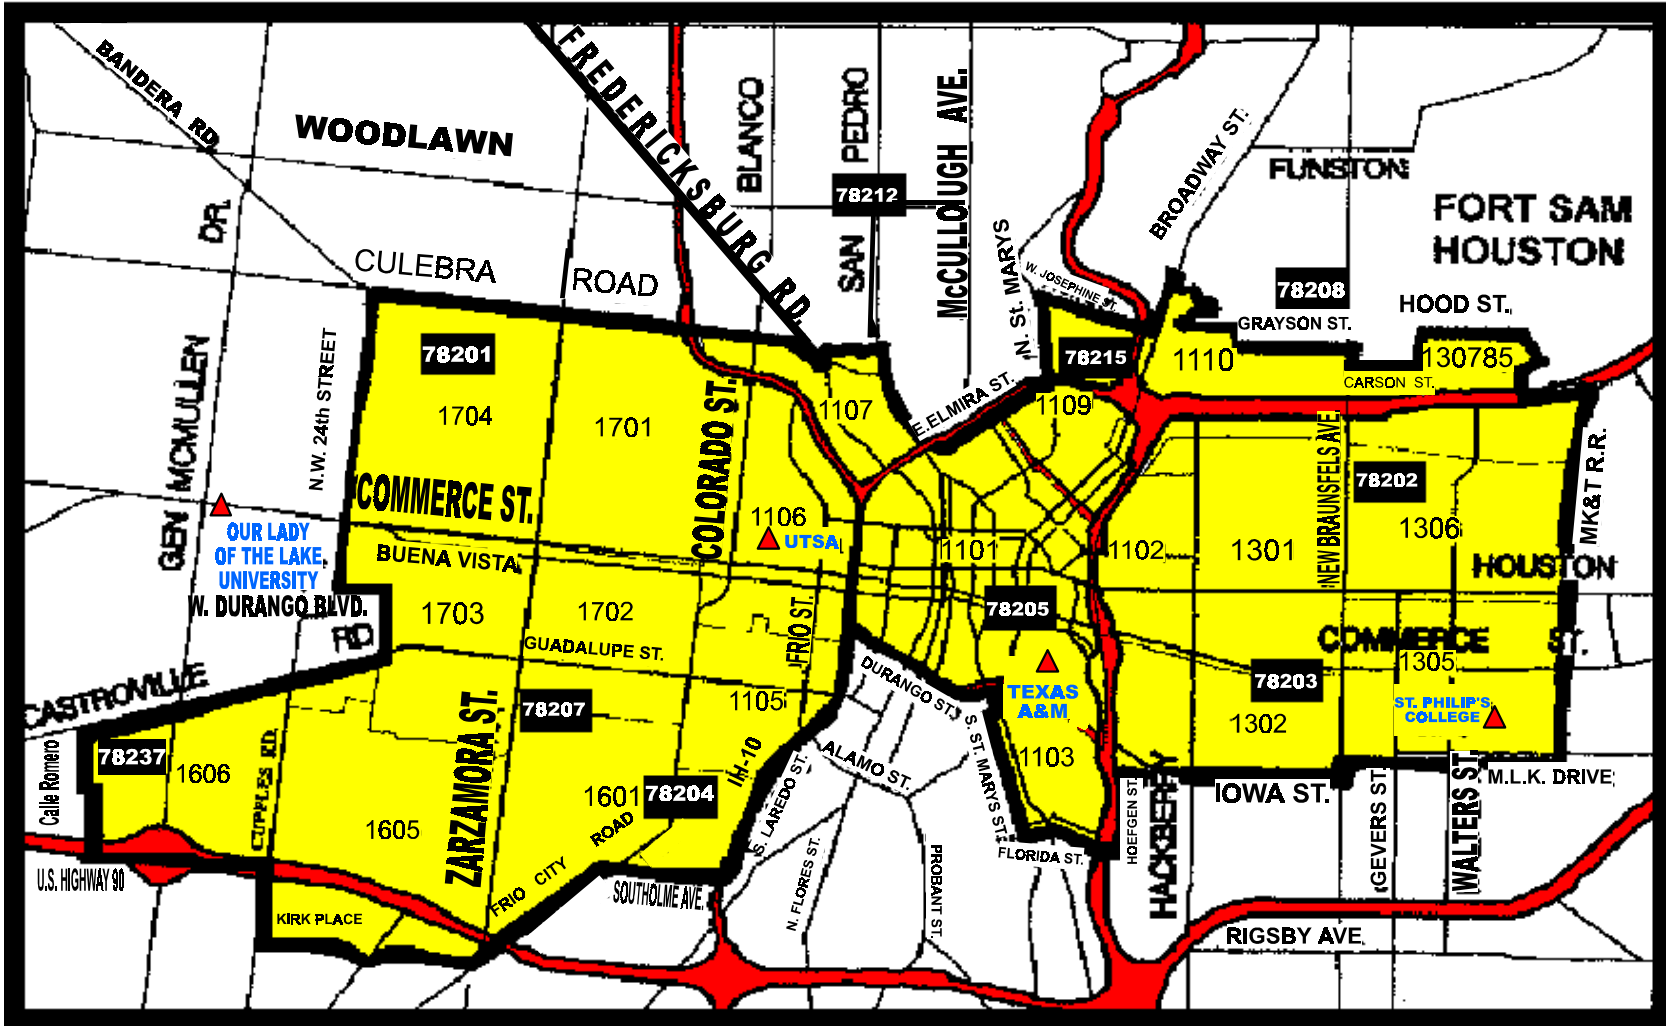 BANDERA RD.
WOODLAWN
FREDERICKSBURG RD.
BLANCO
SAN PEDRO
McCULLOUGH AVE.
78212
BROADWAY ST.
FUNSTON
FORT SAM
HOUSTON
DR.
CULEBRA
ROAD
N. St. MARYS
W. JOSEPHINE ST.
78208
HOOD ST.
GRAYSON ST.
78201
78215
1110
130785
CARSON ST.
GEN MCMULLEN
N.W. 24th STREET
1704
1701
COLORADO ST.
1107
E.ELMIRA ST.
1109
NEW BRAUNSFELS AVE.
78202
MK&T R.R.
COMMERCE ST.
1106
UTSA
1101
1102
1301
1306
OUR LADY
OF THE LAKE
UNIVERSITY
BUENA VISTA
HOUSTON
W. DURANGO BLVD.
RD
1703
1702
FRIO ST.
78205
COMMERCE ST.
GUADALUPE ST.
1305
CASTROVILLE
DURANGO ST.
TEXAS
A&M
78203
ST. PHILIP'S
COLLEGE
ZARZAMORA ST.
78207
1105
S. ST. MARYS ST.
1302
Calle Romero
78237
1606
CUPPLES RD.
IH-10
ALAMO ST.
1103
HACKBERRY
M.L.K. DRIVE
1601
78204
IOWA ST.
1605
ROAD
S. LAREDO ST.
HOEFGEN ST.
GEVERS ST.
WALTERS ST.
FLORIDA ST.
U.S. HIGHWAY 90
FRIO CITY
SOUTHOLME AVE.
N. FLORES ST.
PROBANT ST.
KIRK PLACE
RIGSBY AVE.